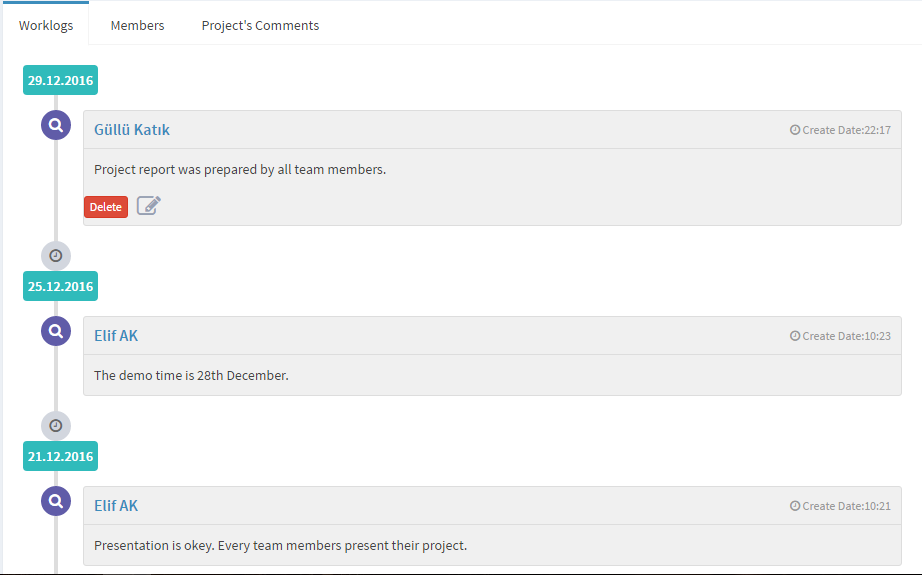 Worklogs Members Project's Comments
29.12.2016
Güllü Katık Create Date:22:17
Project report was prepared by all team members.
Delete
25.12.2016
Elif AK Create Date:10:23
The demo time is 28th December.
21.12.2016
Elif AK Create Date:10:21
Presentation is okey. Every team members present their project.